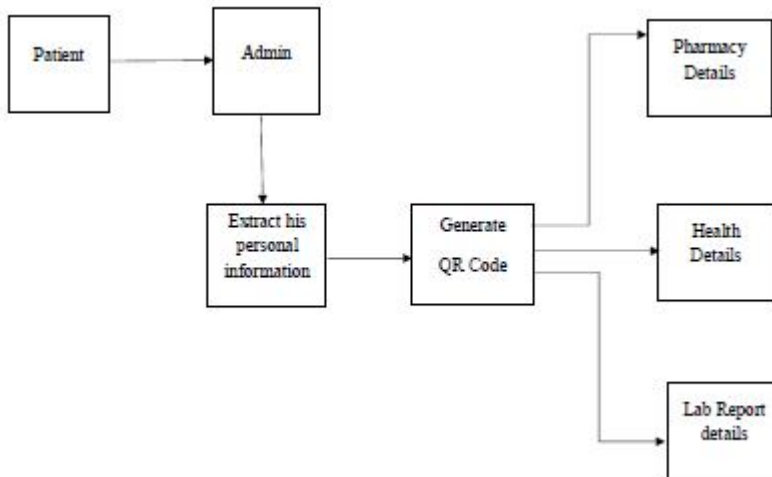 Patient
Admin
Pharmacy
Details
Extract his
personal
information
Generate
QR Code
Health
Details
Lab Report
details